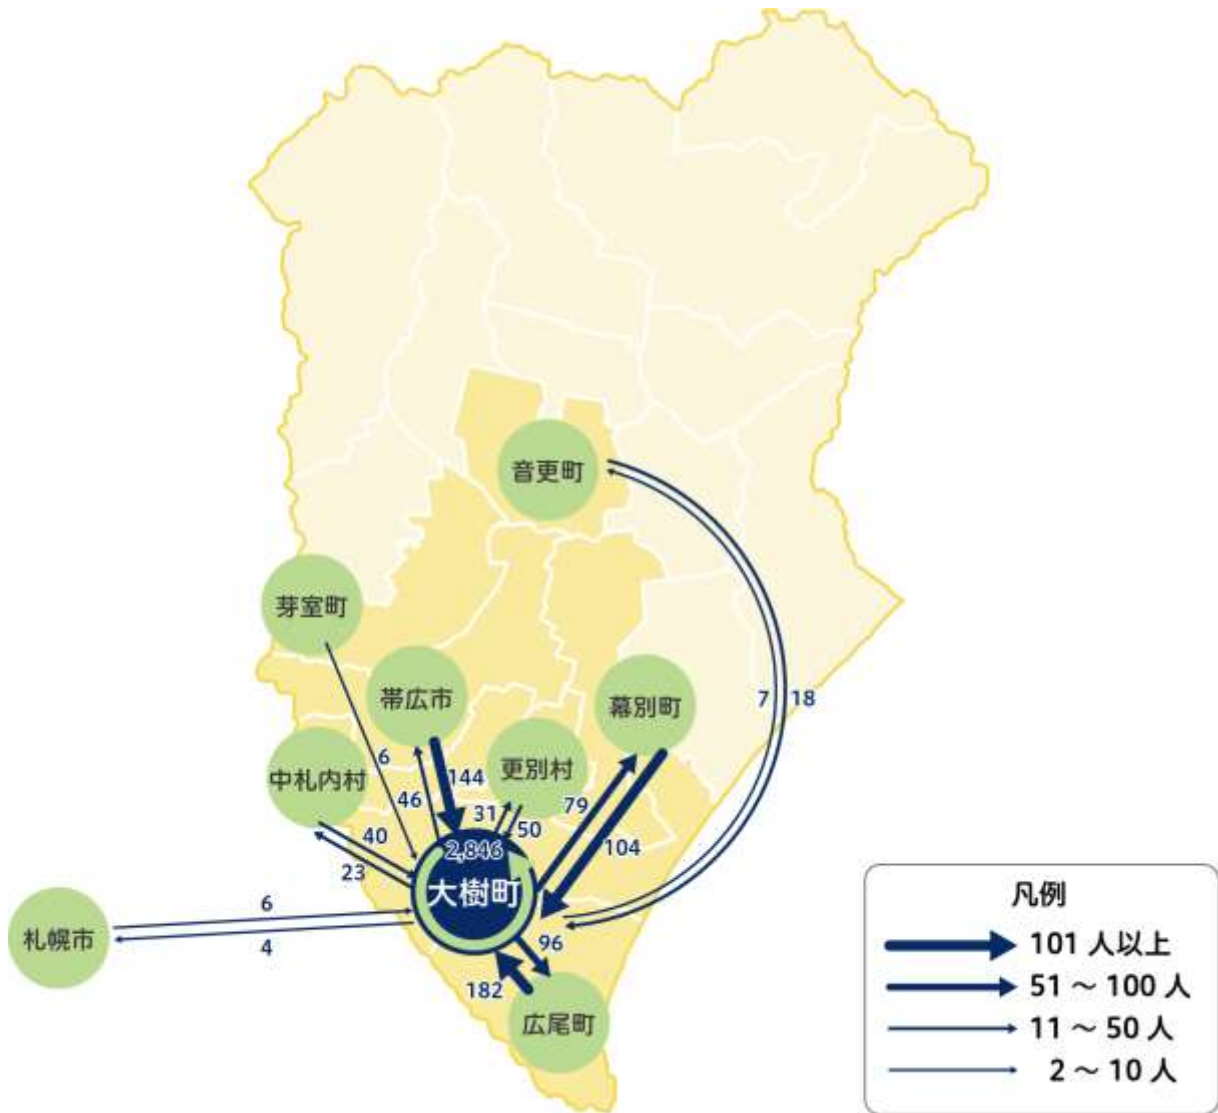 音更町
芽室町
帯広市
幕別町
7
18
中札内村
更別村
6
144
46
31
50
79
104
40
23
2,846
大樹町
札幌市
6
4
96
182
広尾町
凡例
101 人以上
51 ～ 100 人
11 ～ 50 人
2 ～ 10 人